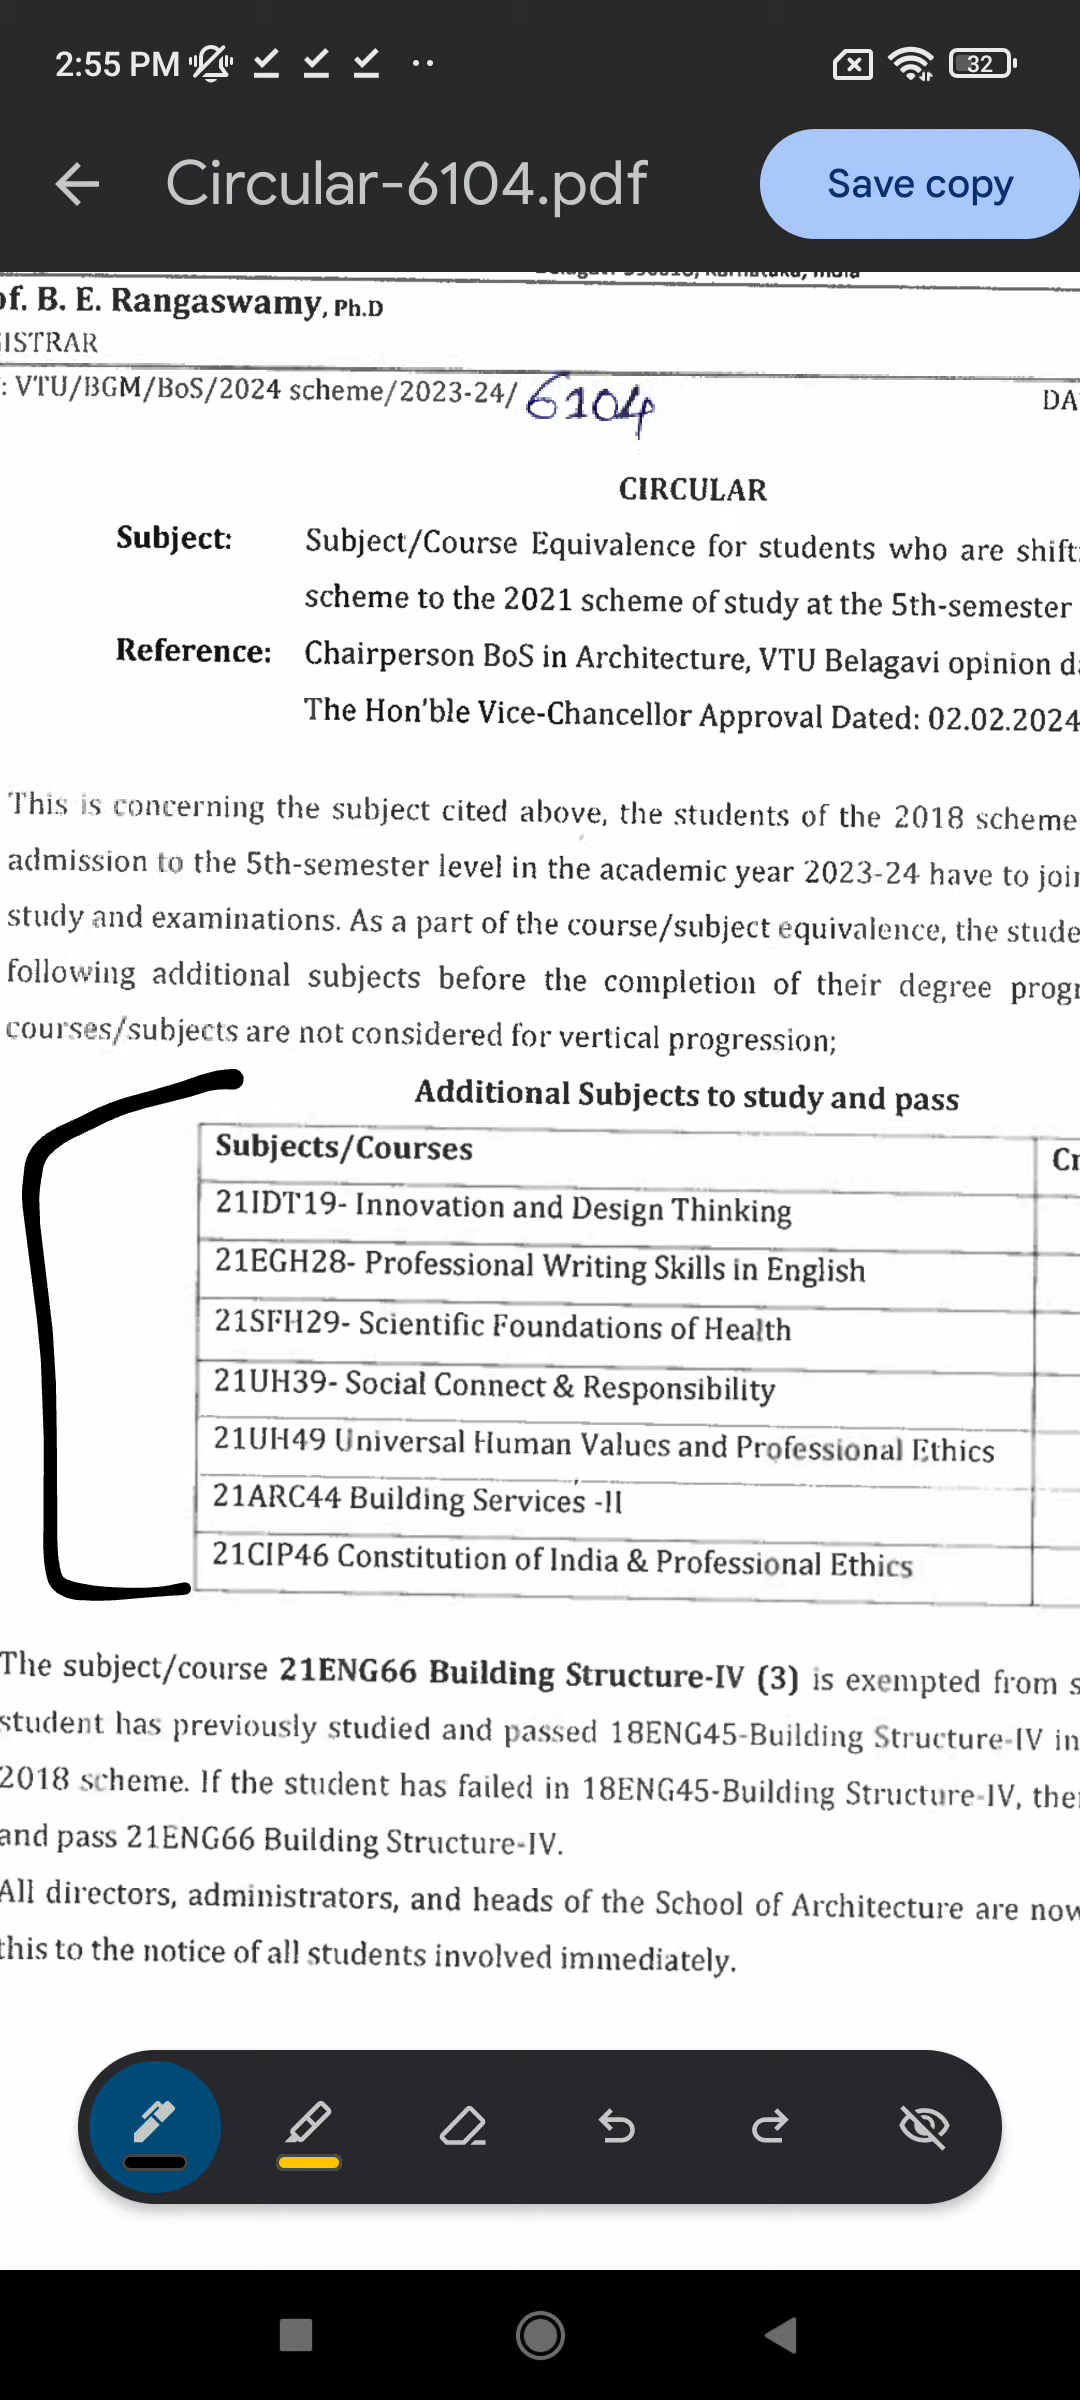 2:55 PM
32
Circular-6104.pdf
Save copy
of. B. E. Rangaswamy, Ph.D
GISTRAR
: VTU/BGM/BoS/2024 scheme/2023-24/ 6104
DA
CIRCULAR
Subject: Subject/Course Equivalence for students who are shift
scheme to the 2021 scheme of study at the 5th-semester
Reference: Chairperson BoS in Architecture, VTU Belagavi opinion da
The Hon'ble Vice-Chancellor Approval Dated: 02.02.2024
This is concerning the subject cited above, the students of the 2018 scheme
admission to the 5th-semester level in the academic year 2023-24 have to join
study and examinations. As a part of the course/subject equivalence, the stude
following additional subjects before the completion of their degree progr
courses/subjects are not considered for vertical progression;
Additional Subjects to study and pass
Subjects/Courses Cr
21IDT19- Innovation and Design Thinking
21EGH28- Professional Writing Skills in English
21SFH29- Scientific Foundations of Health
21UH39- Social Connect & Responsibility
21UH49 Universal Human Values and Professional Ethics
21ARC44 Building Services -II
21CIP46 Constitution of India & Professional Ethics
The subject/course 21ENG66 Building Structure-IV (3) is exempted from s
student has previously studied and passed 18ENG45-Building Structure-IV in
2018 scheme. If the student has failed in 18ENG45-Building Structure-IV, the
and pass 21ENG66 Building Structure-IV.
All directors, administrators, and heads of the School of Architecture are now
this to the notice of all students involved immediately.